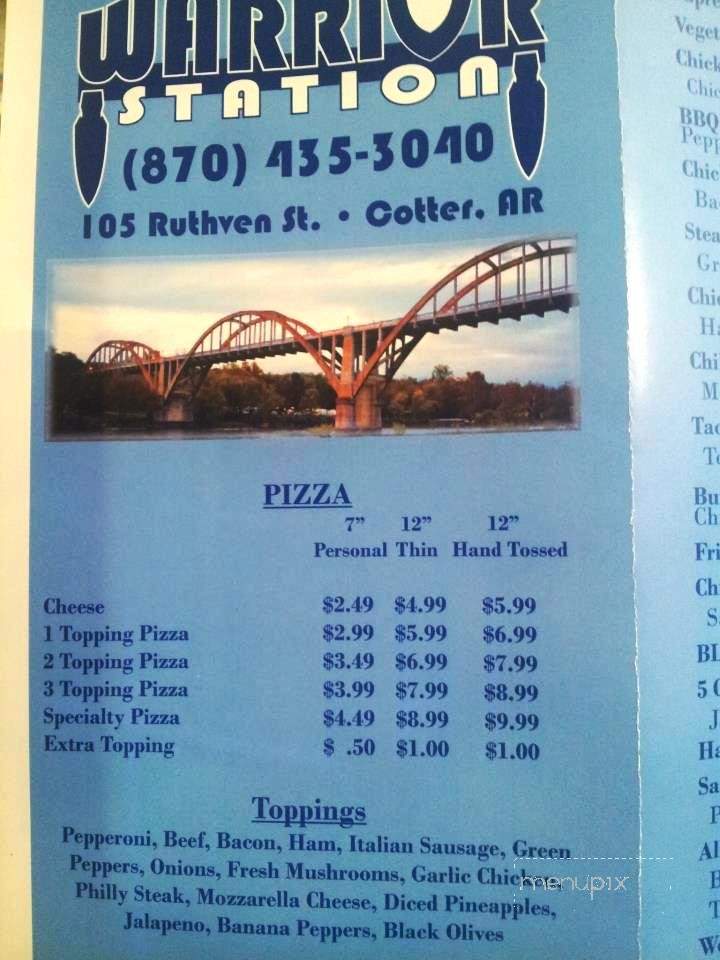 WARRIOR
STATION
(870) 435-3040
105 Ruthven St. • Cotter, AR
PIZZA
7” 12” 12”
Personal Thin Hand Tossed
Cheese $2.49 $4.99 $5.99
1 Topping Pizza $2.99 $5.99 $6.99
2 Topping Pizza $3.49 $6.99 $7.99
3 Topping Pizza $3.99 $7.99 $8.99
Specialty Pizza $4.49 $8.99 $9.99
Extra Topping $ .50 $1.00 $1.00
Toppings
Pepperoni, Beef, Bacon, Ham, Italian Sausage, Green
Peppers, Onions, Fresh Mushrooms, Garlic Chicken,
Philly Steak, Mozzarella Cheese, Diced Pineapples,
Jalapeno, Banana Peppers, Black Olives
menupix
BBQ